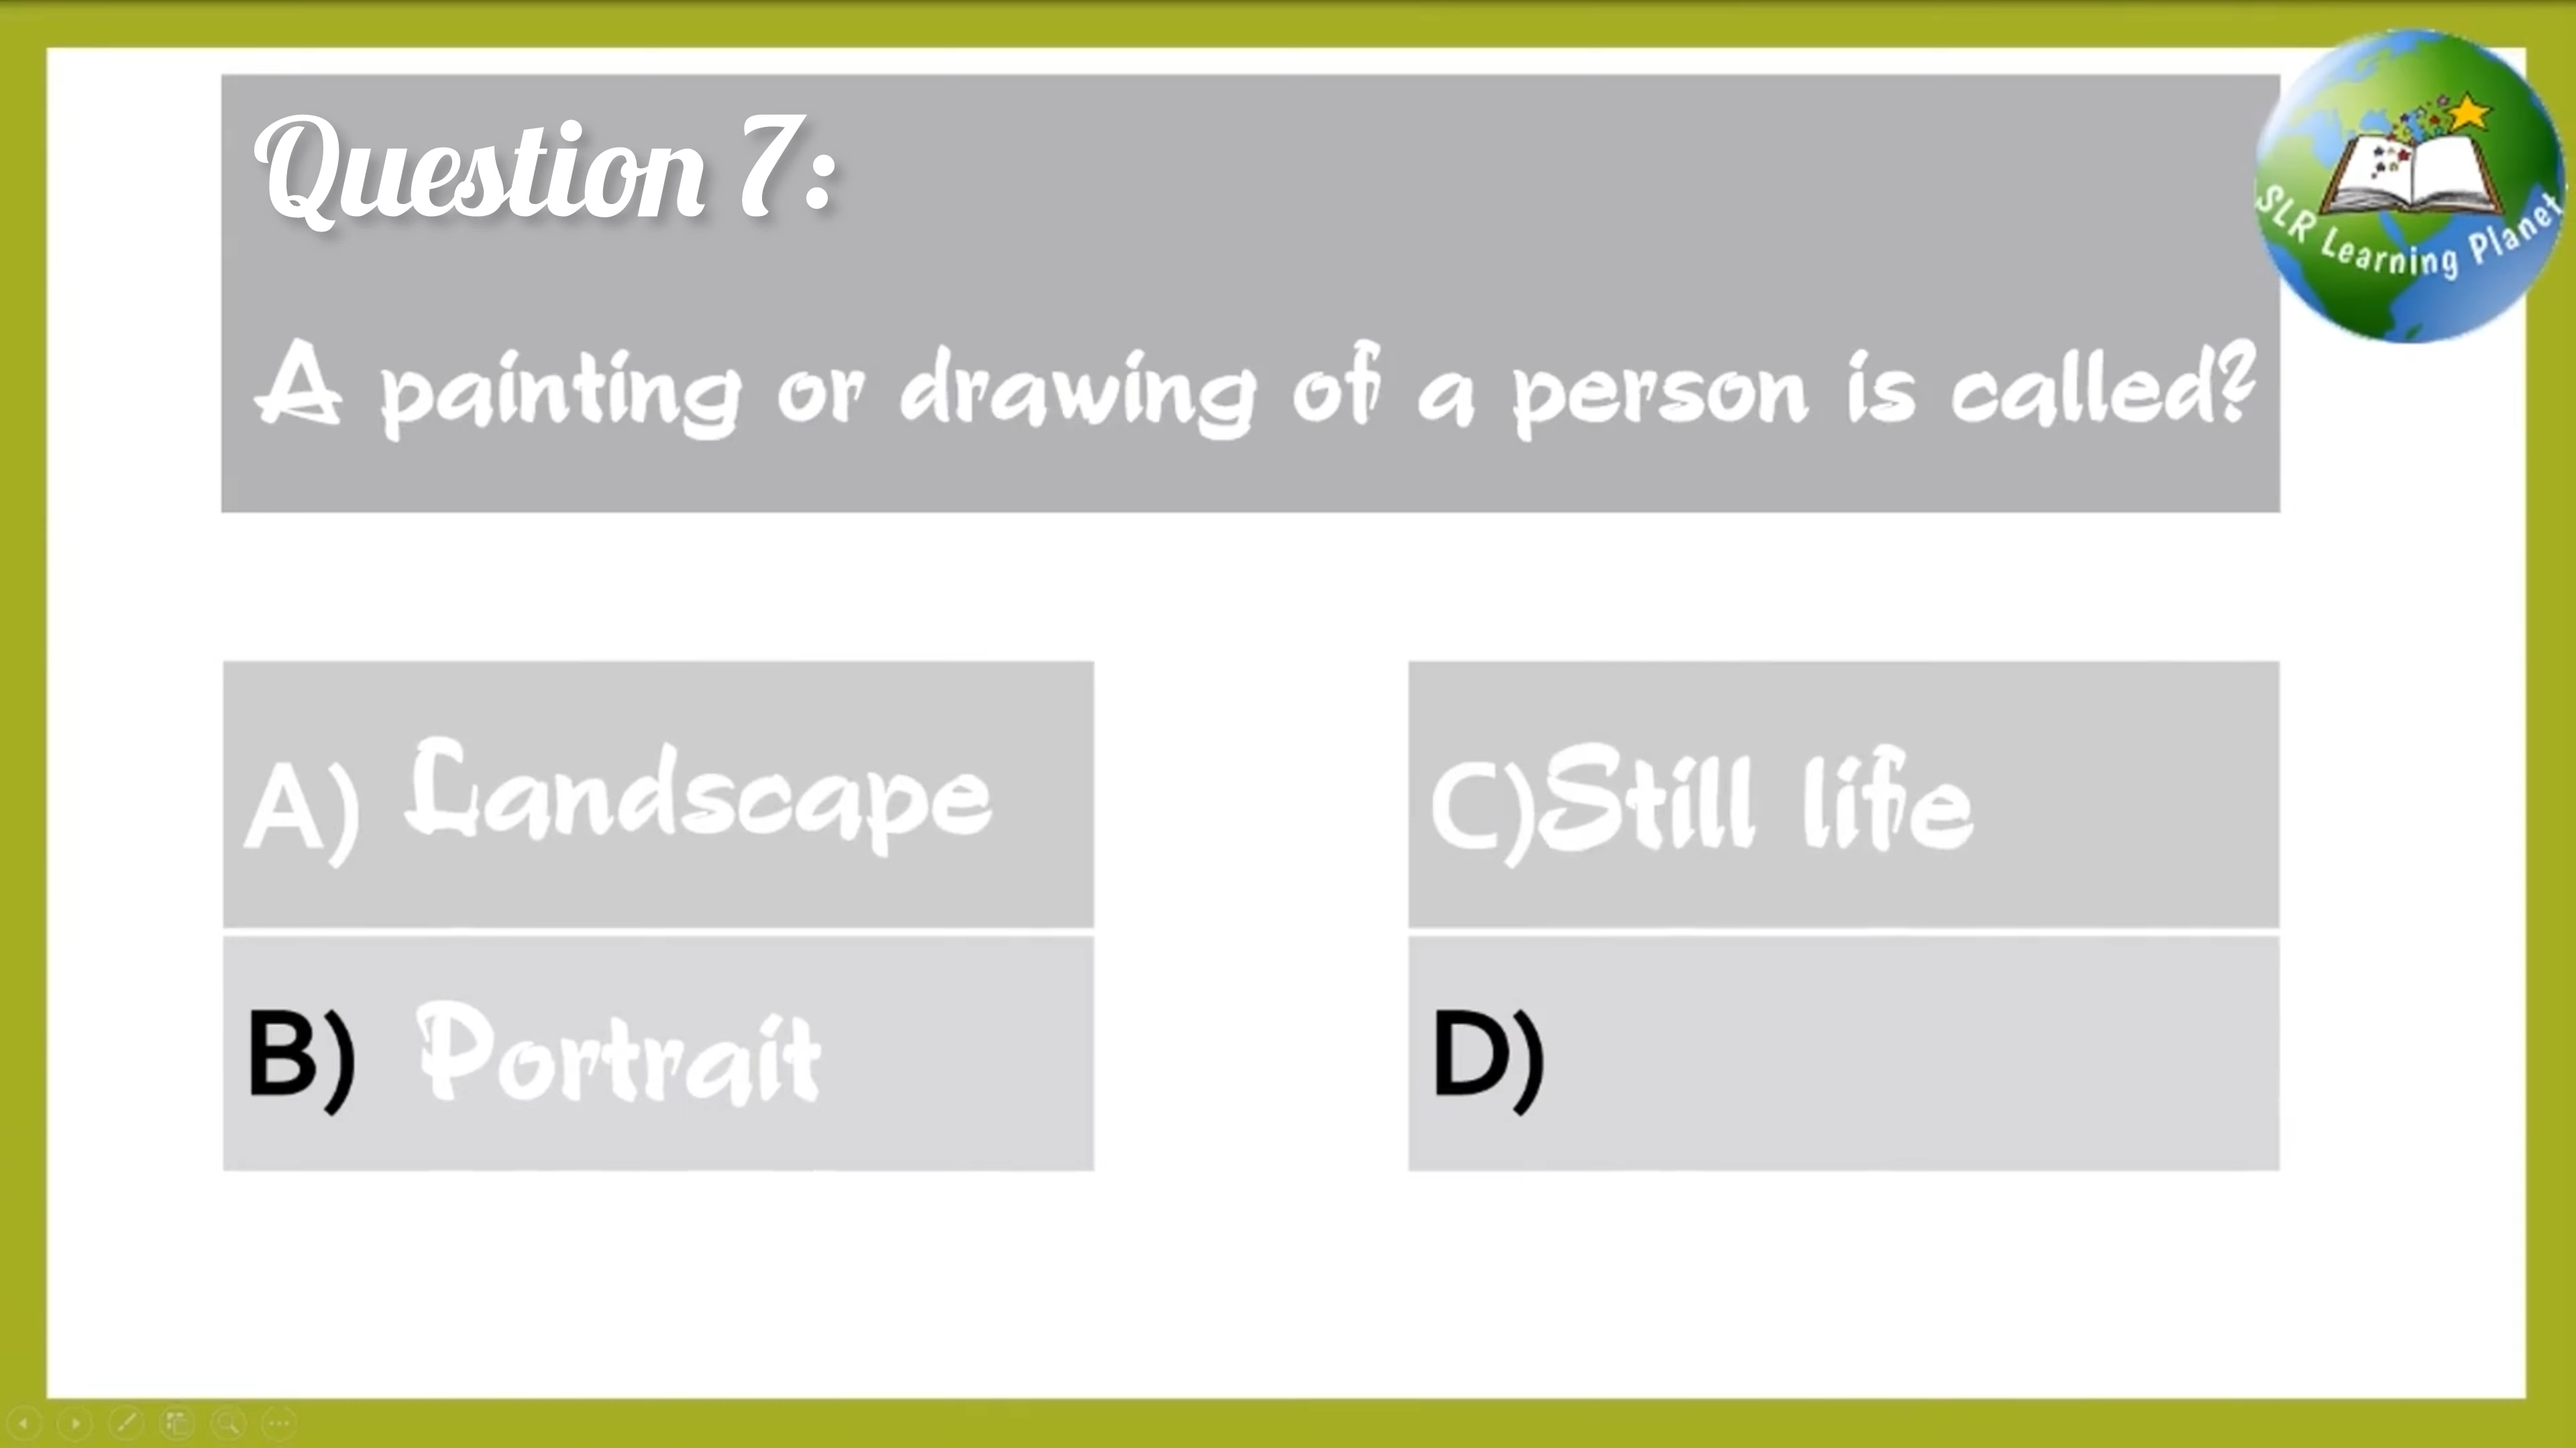 Question 7:
A painting or drawing of a person is called?
A) Landscape
B) Portrait
C)Still life
D)
SLR Learning Planet